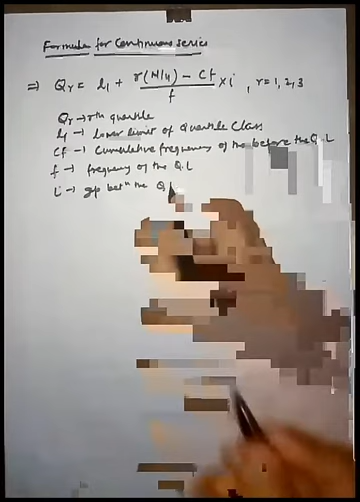 Formula for Continuous series
⇒ Qr = l1 + r(N/4) - Cf / f × i , r = 1, 2, 3
Qr → rth quartile
l1 → lower limit of Quartile Class
Cf → Cumulative frequency of the before the Q.L
f → frequency of the Q.L
i → gp betn the Q